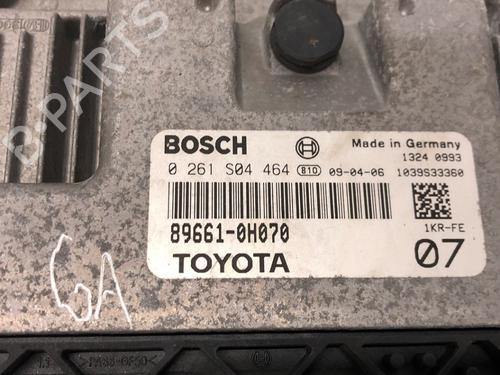 B-PARTS
BOSCH
Made in Germany
0 261 S04 464 810 09-04-06
1324 0993
1039S33360
89661-0H070
1KR-FE
TOYOTA 07
GA